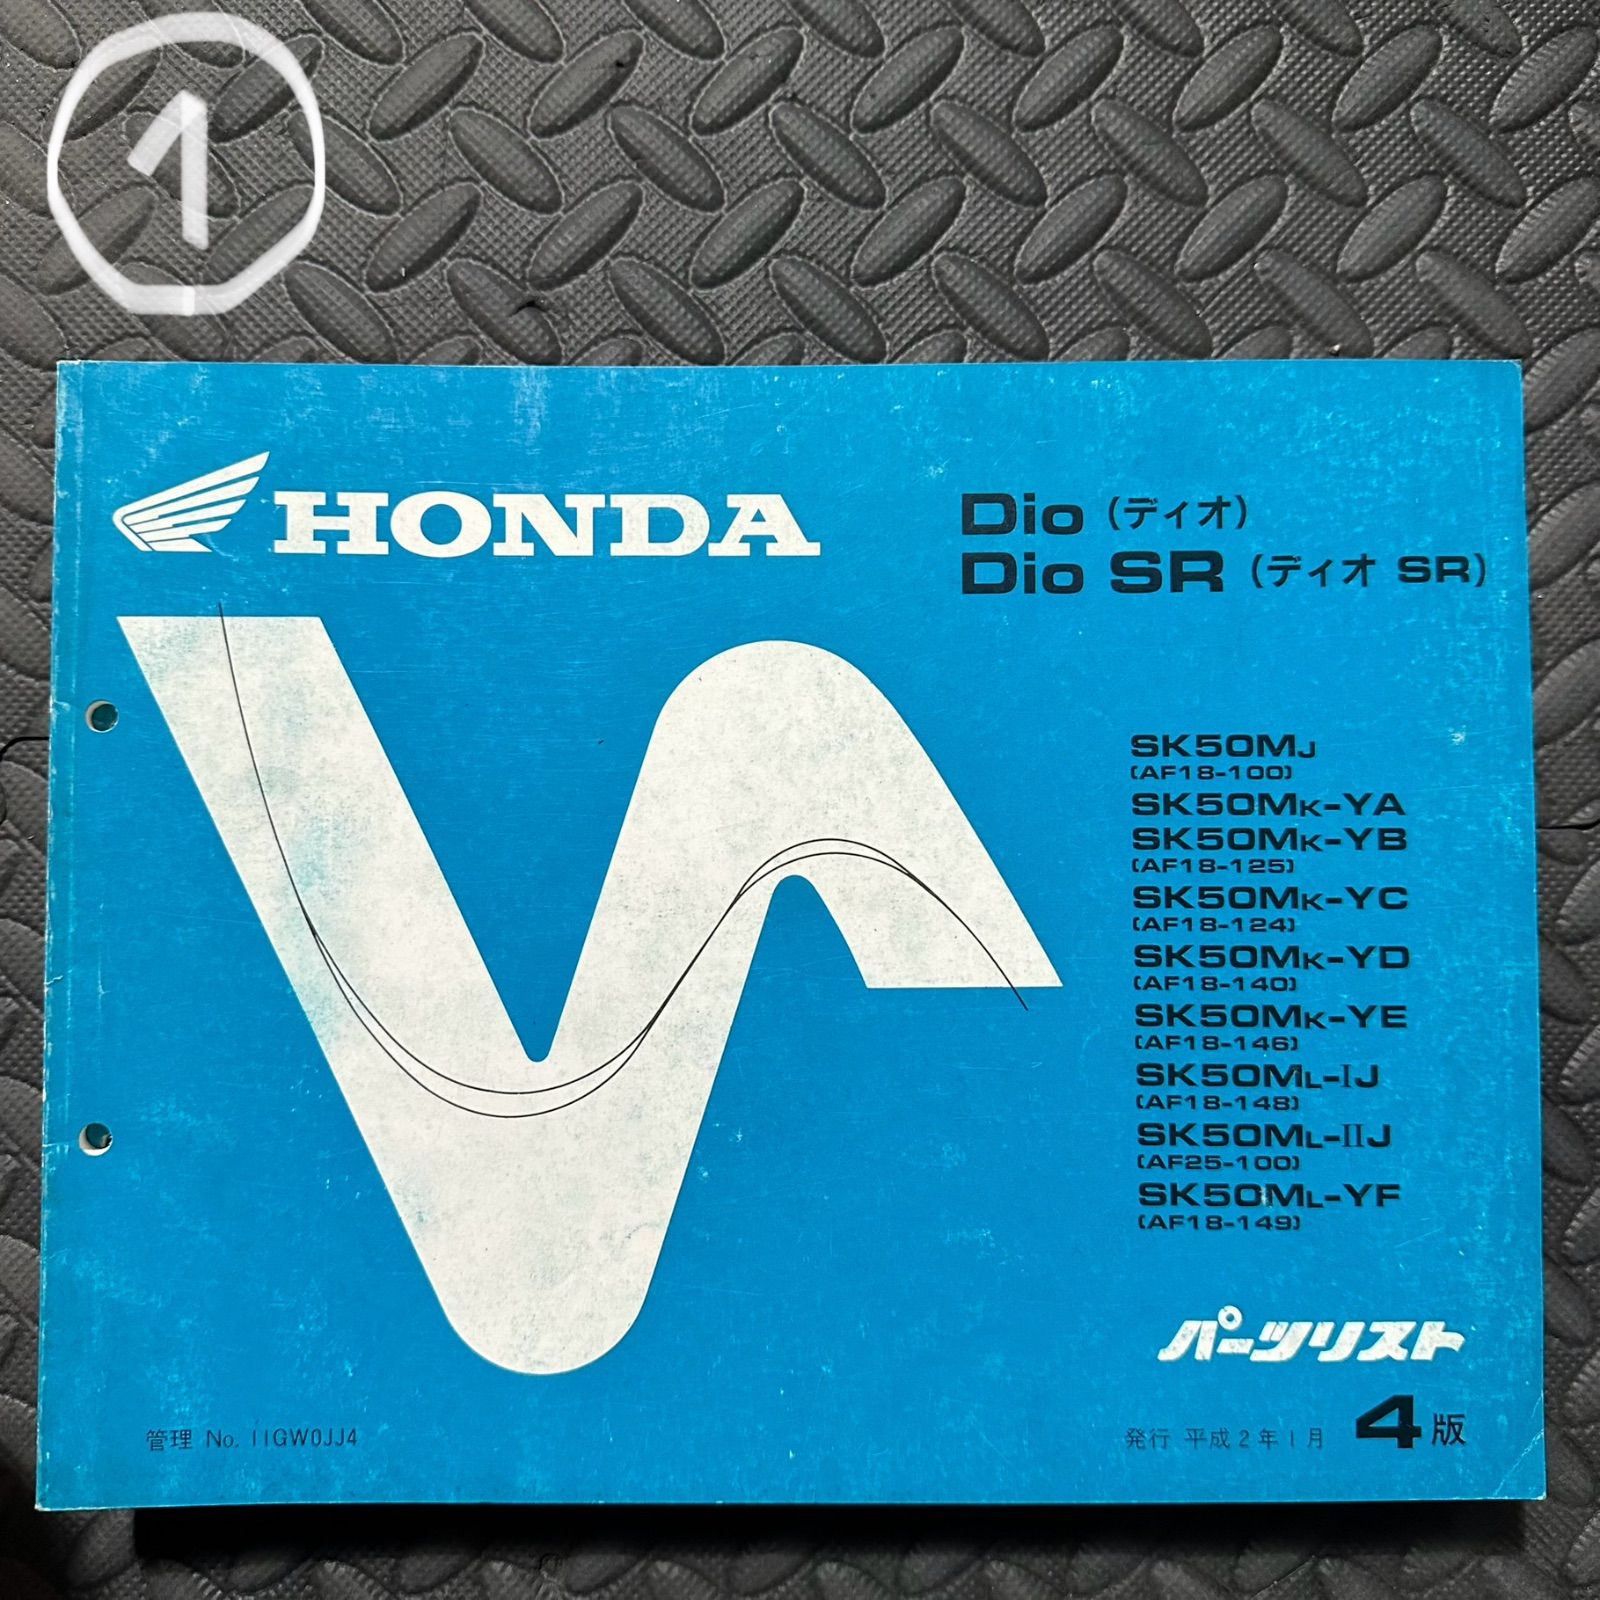 ①
HONDA
Dio (ディオ)
Dio SR (ディオ SR)
SK50MJ
(AF18-100)
SK50MK-YA
SK50MK-YB
(AF18-125)
SK50MK-YC
(AF18-124)
SK50MK-YD
(AF18-140)
SK50MK-YE
(AF18-146)
SK50ML-IJ
(AF18-148)
SK50ML-IIJ
(AF25-100)
SK50ML-YF
(AF18-149)
パーツリスト
管理 No. 11GW0JJ4
発行 平成2年1月 4版